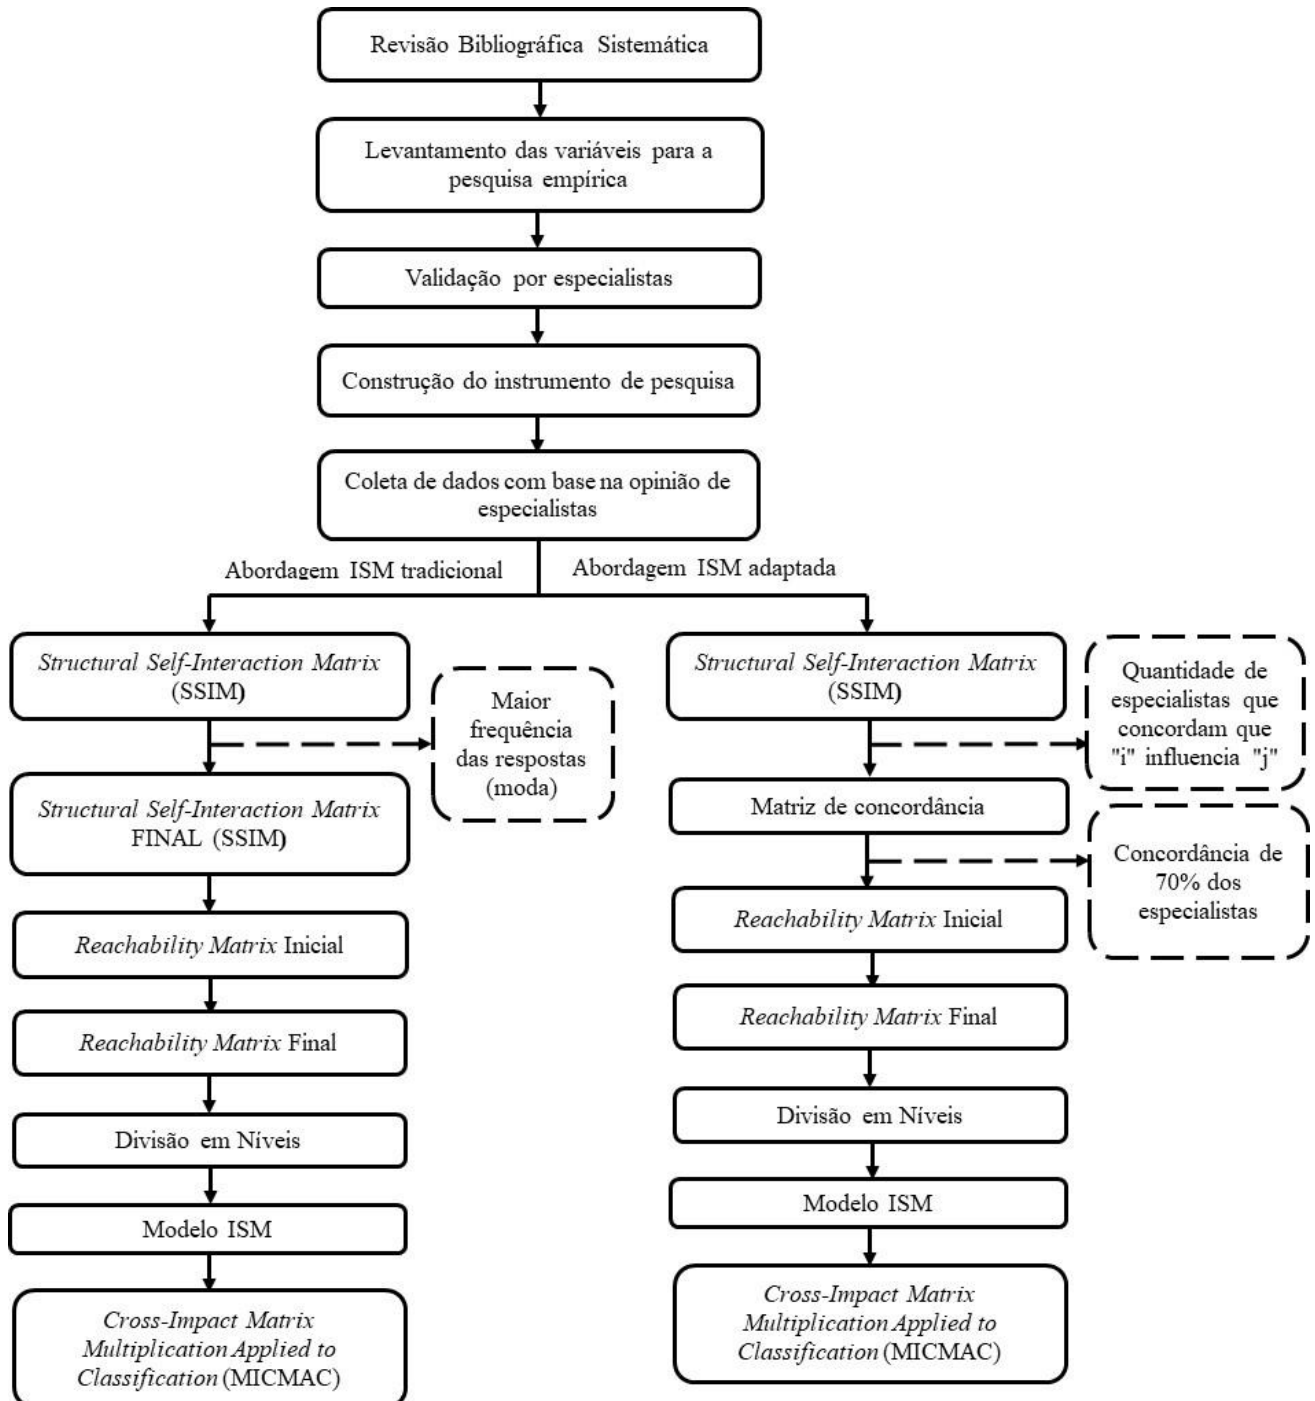 Revisão Bibliográfica Sistemática
Levantamento das variáveis para a
pesquisa empírica
Validação por especialistas
Construção do instrumento de pesquisa
Coleta de dados com base na opinião de
especialistas
Abordagem ISM tradicional
Abordagem ISM adaptada
Structural Self-Interaction Matrix
(SSIM)
Maior
frequência
das respostas
(moda)
Structural Self-Interaction Matrix
FINAL (SSIM)
Reachability Matrix Inicial
Reachability Matrix Final
Divisão em Níveis
Modelo ISM
Cross-Impact Matrix
Multiplication Applied to
Classification (MICMAC)
Structural Self-Interaction Matrix
(SSIM)
Quantidade de
especialistas que
concordam que
"i" influencia "j"
Matriz de concordância
Concordância de
70% dos
especialistas
Reachability Matrix Inicial
Reachability Matrix Final
Divisão em Níveis
Modelo ISM
Cross-Impact Matrix
Multiplication Applied to
Classification (MICMAC)